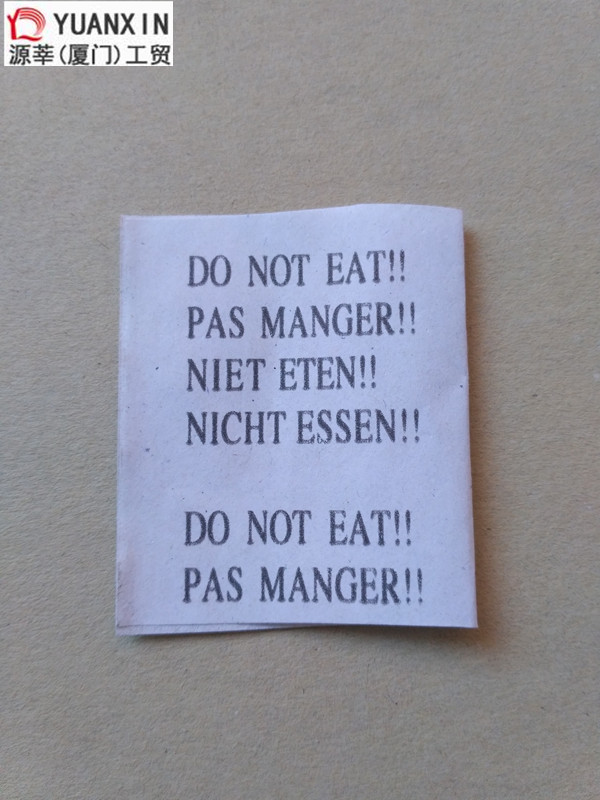 YUANXIN
源莘(厦门)工贸
DO NOT EAT!!
PAS MANGER!!
NIET ETEN!!
NICHT ESSEN!!
DO NOT EAT!!
PAS MANGER!!